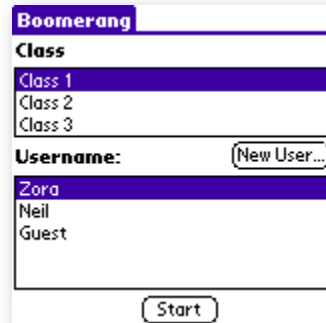 Boomerang
Class
Class 1
Class 2
Class 3
Username: New User...
Zora
Neil
Guest
Start